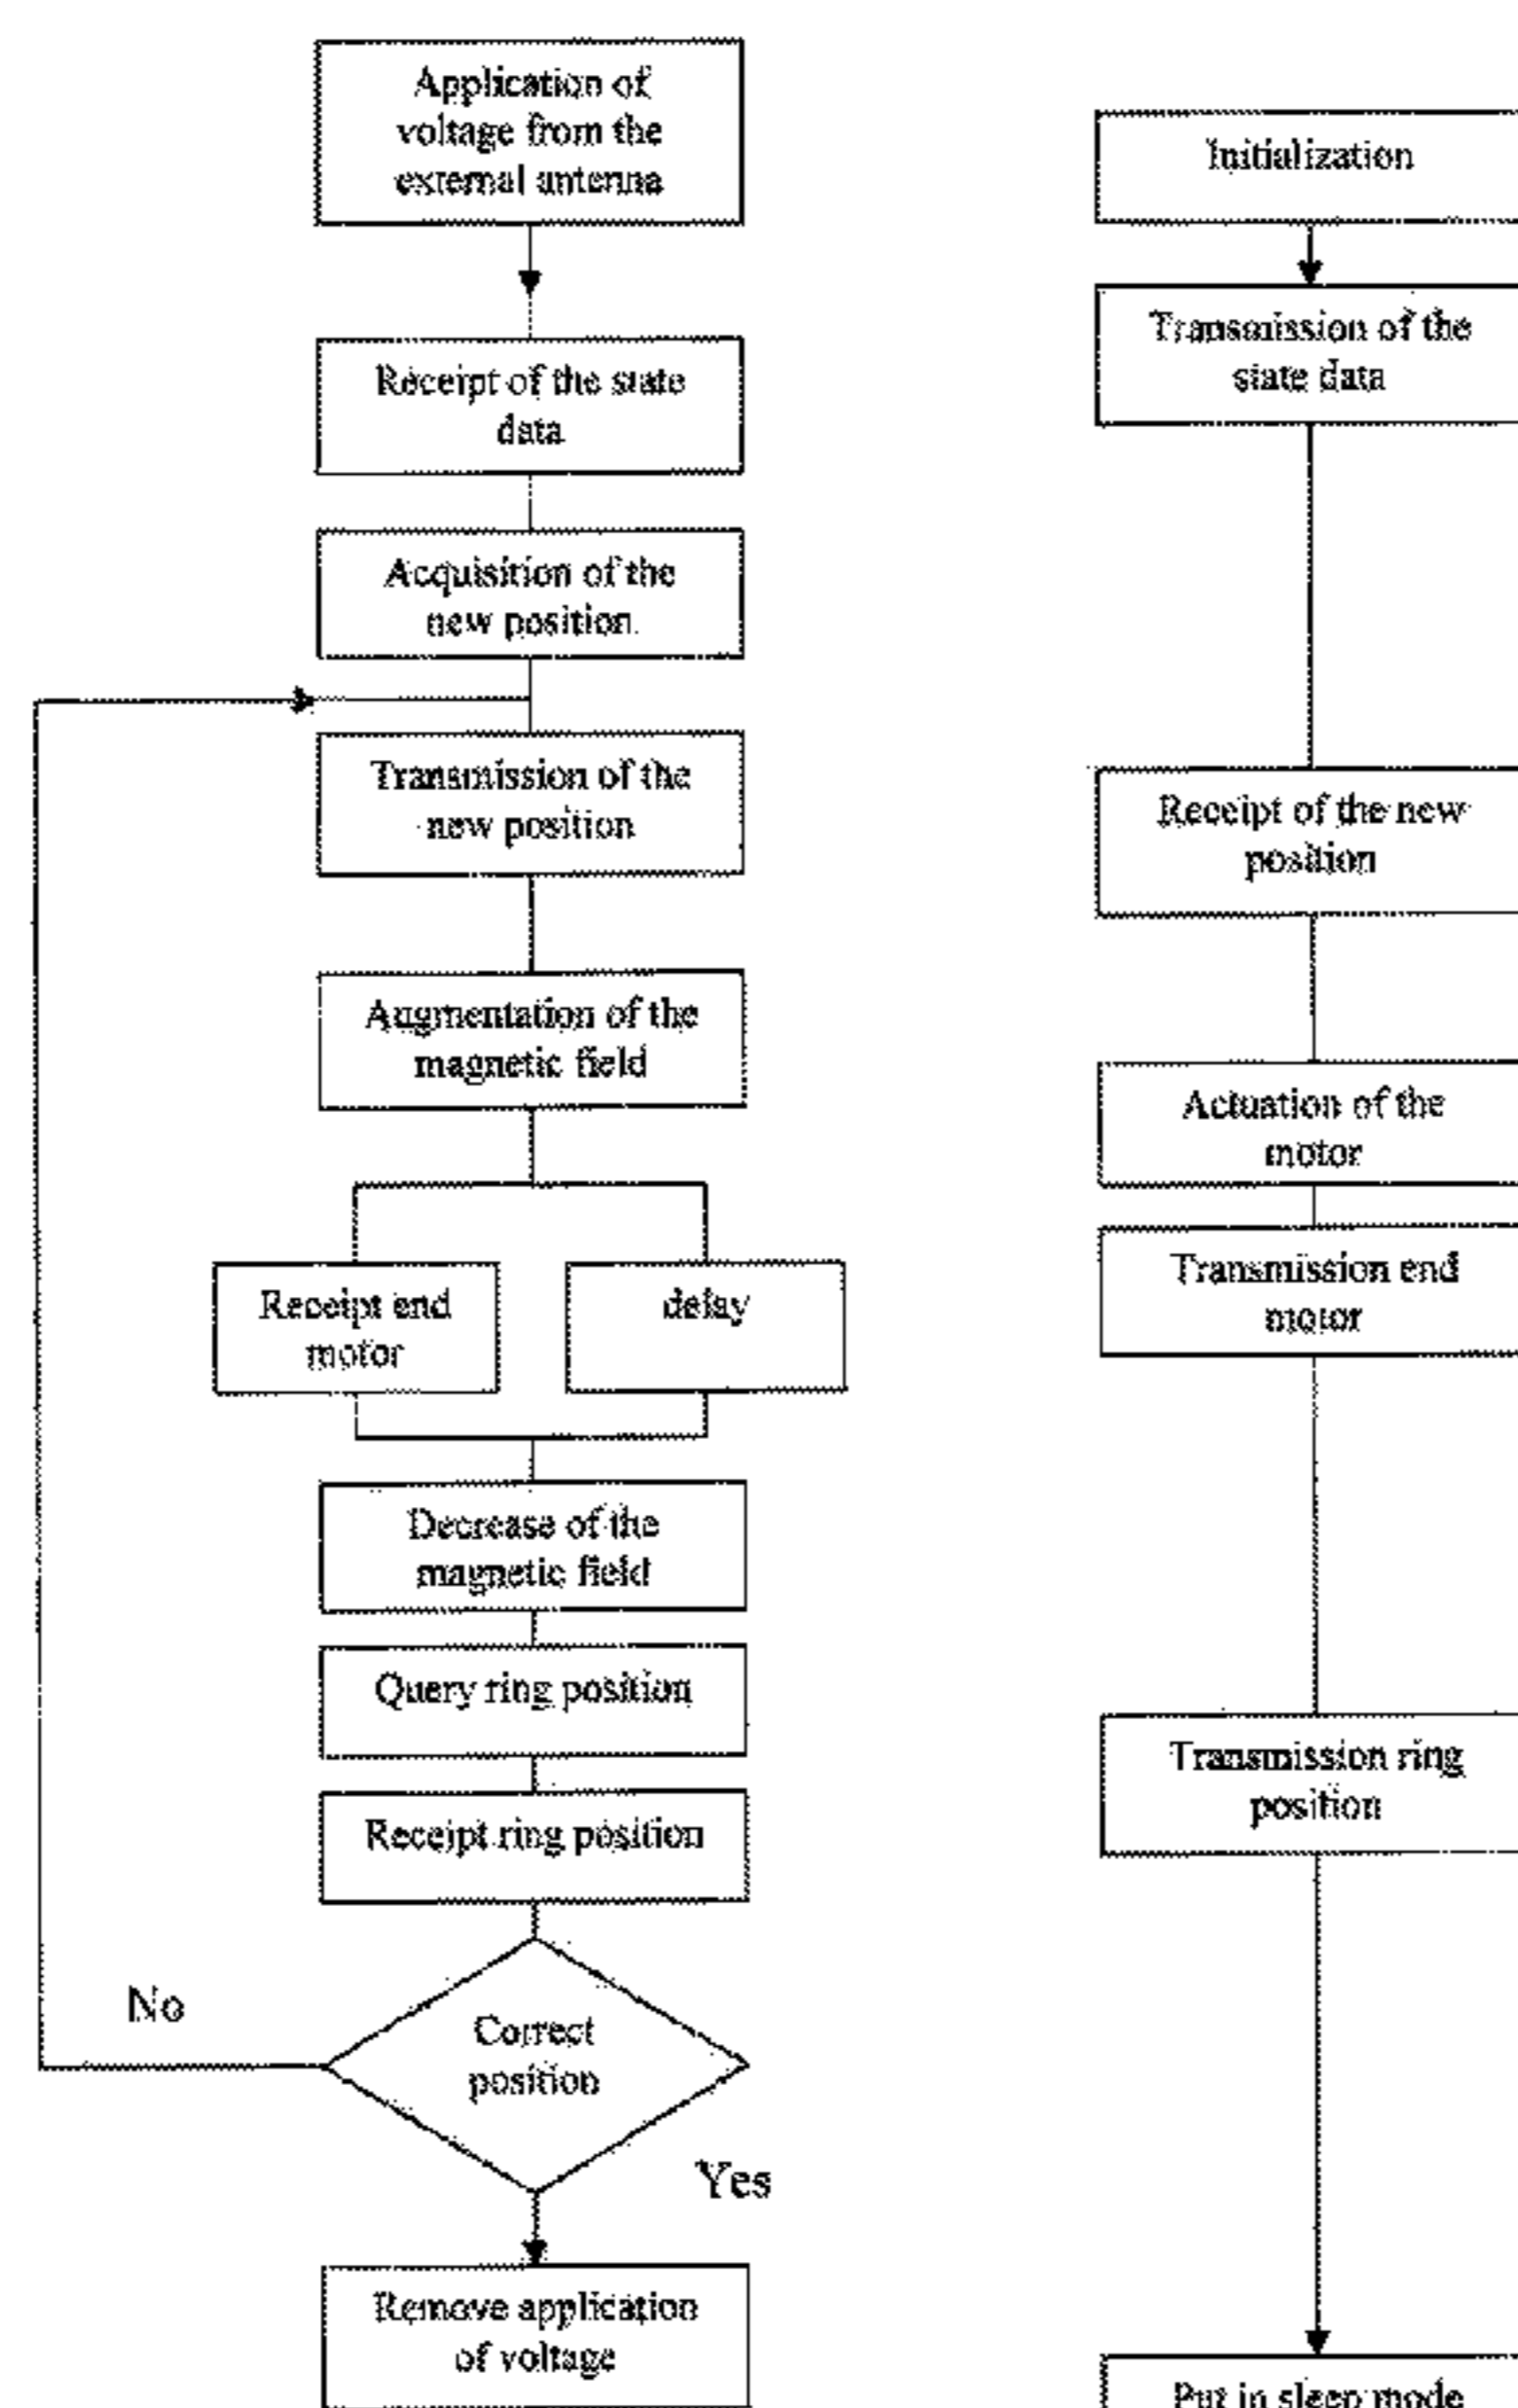 Application of
voltage from the
external antenna
Receipt of the state
data
Acquisition of the
new position
Transmission of the
new position
Augmentation of the
magnetic field
Receipt end
motor
delay
Decrease of the
magnetic field
Query ring position
Receipt ring position
Correct
position
No
Yes
Remove application
of voltage
Initialization
Transmission of the
state data
Receipt of the new
position
Actuation of the
motor
Transmission end
motor
Transmission ring
position
Put in sleep mode